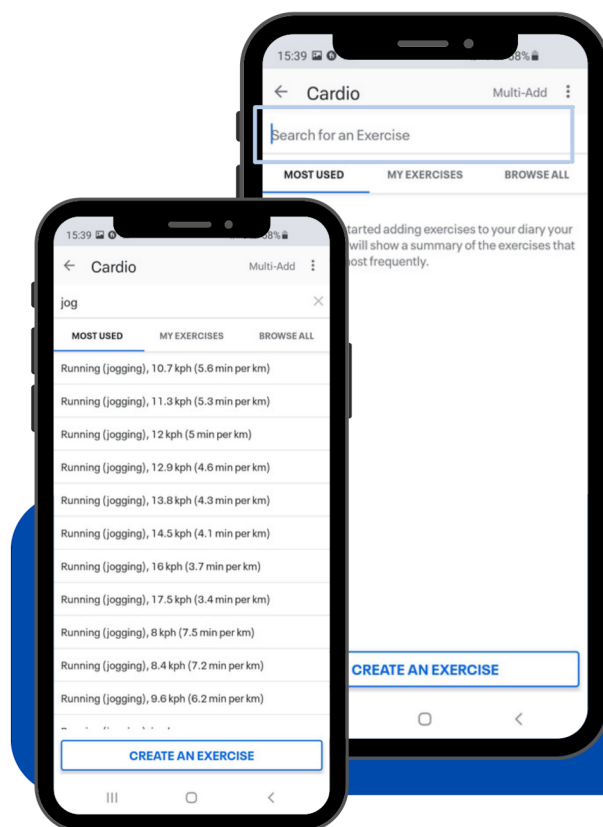 15:39
68%
Cardio
Multi-Add
Search for an Exercise
MOST USED MY EXERCISES BROWSE ALL
tarted adding exercises to your diary your
will show a summary of the exercises that
most frequently.
CREATE AN EXERCISE
15:39
68%
Cardio
Multi-Add
jog
MOST USED MY EXERCISES BROWSE ALL
Running (jogging), 10.7 kph (5.6 min per km)
Running (jogging), 11.3 kph (5.3 min per km)
Running (jogging), 12 kph (5 min per km)
Running (jogging), 12.9 kph (4.6 min per km)
Running (jogging), 13.8 kph (4.3 min per km)
Running (jogging), 14.5 kph (4.1 min per km)
Running (jogging), 16 kph (3.7 min per km)
Running (jogging), 17.5 kph (3.4 min per km)
Running (jogging), 8 kph (7.5 min per km)
Running (jogging), 8.4 kph (7.2 min per km)
Running (jogging), 9.6 kph (6.2 min per km)
CREATE AN EXERCISE